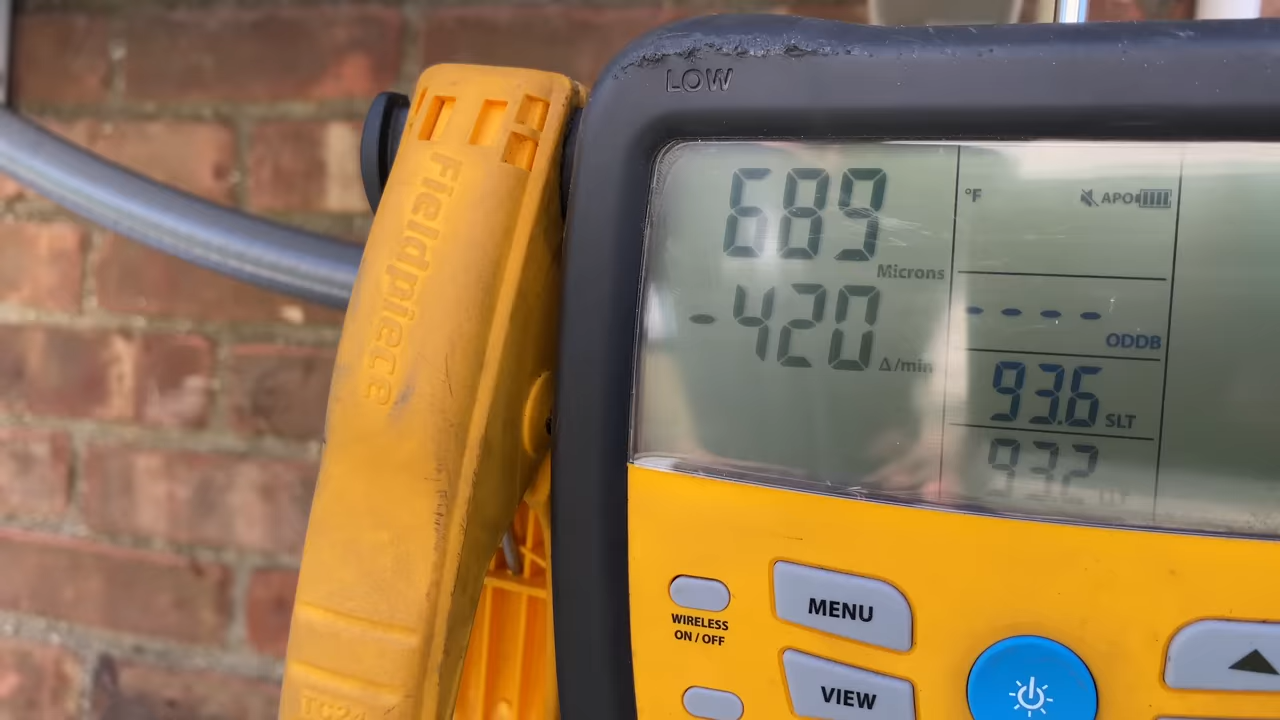 LOW
Fieldpiece
689
Microns
-420
Δ/min
°F
APO
----
ODDB
93.6
SLT
93.2
WIRELESS
ON / OFF
MENU
VIEW